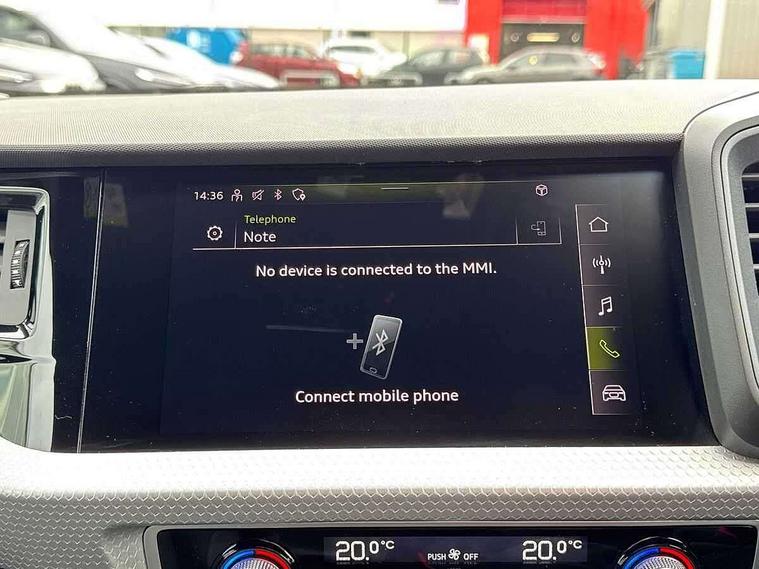 14:36
Telephone
Note
No device is connected to the MMI.
Connect mobile phone
20.0°C PUSH OFF 20.0°C